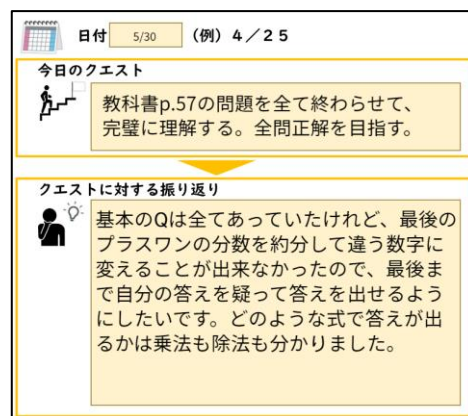 日付 5/30 (例) 4/25
今日のクエスト
教科書p.57の問題を全て終わらせて、
完璧に理解する。全問正解を目指す。
クエストに対する振り返り
基本のQは全てあっていたけれど、最後の
プラスワンの分数を約分して違う数字に
変えることが出来なかったので、最後ま
で自分の答えを疑って答えを出せるよう
にしたいです。どのような式で答えが出
るかは乗法も除法も分かりました。